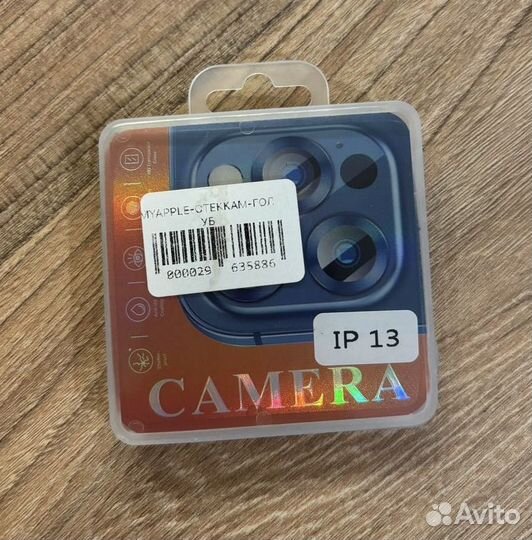 MYAPPLE-СТЕККАМ-ГОЛ
УБ
000029 635886
IP 13
CAMERA
Avito